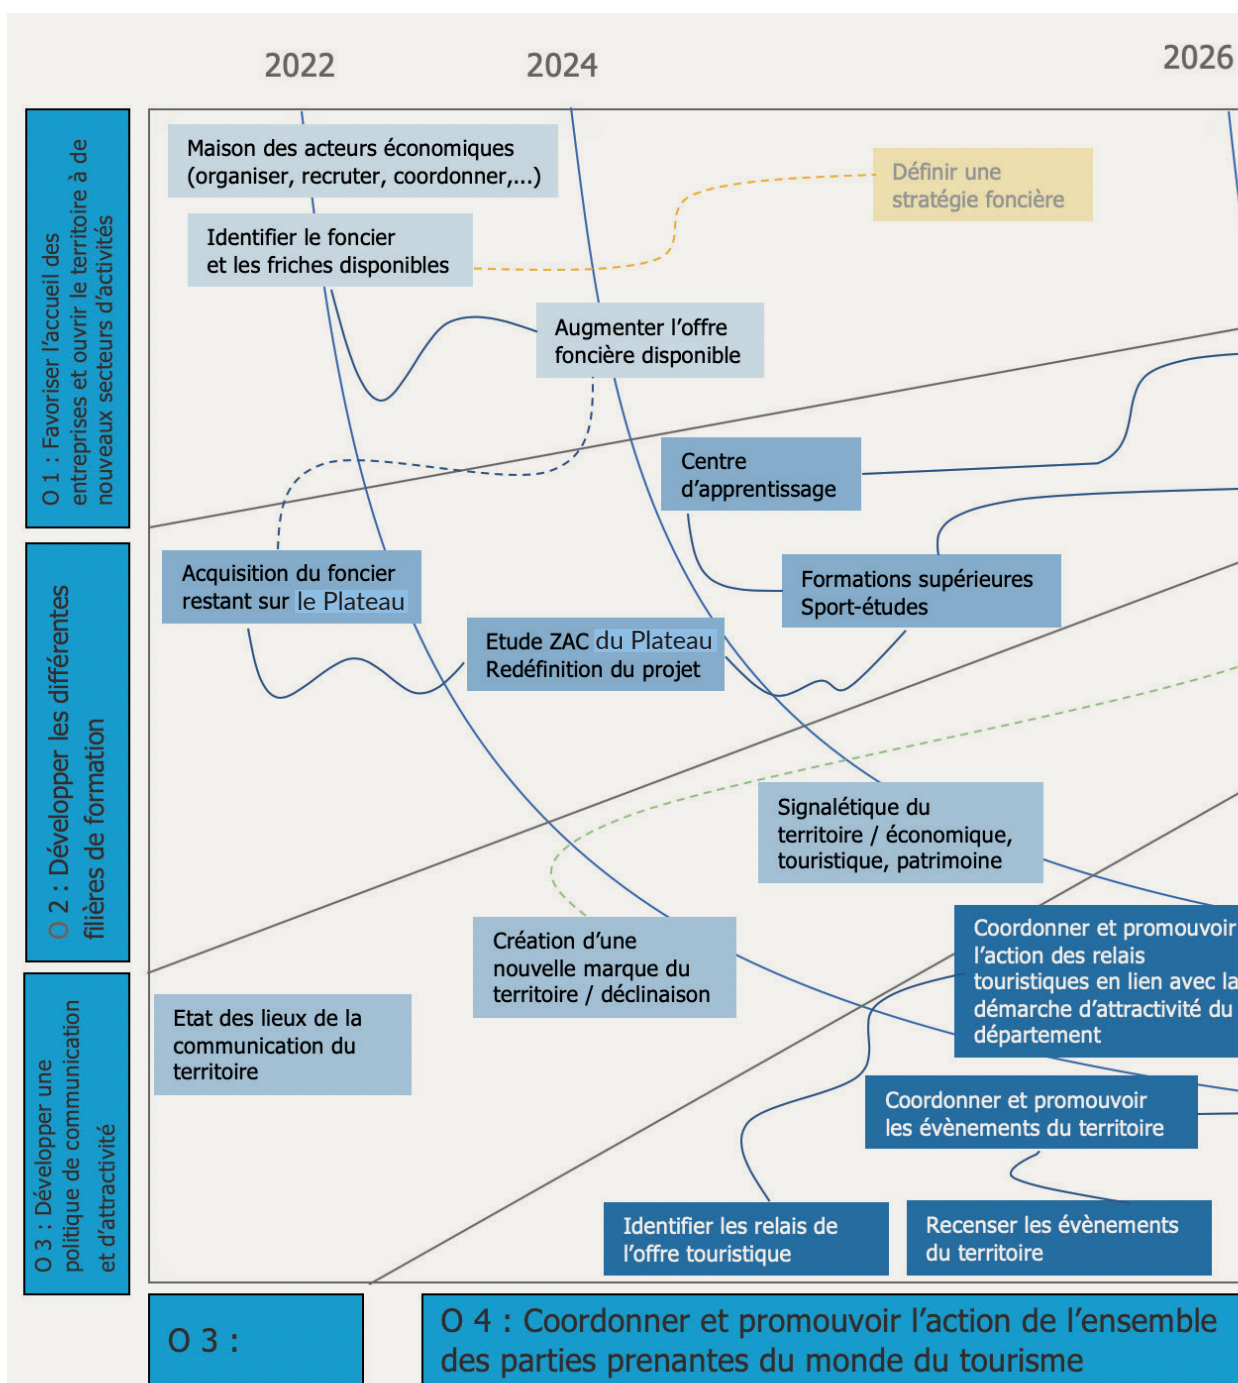 2022
2024
2026
O 1 : Favoriser l’accueil des
entreprises et ouvrir le territoire à de
nouveaux secteurs d’activités
Maison des acteurs économiques
(organiser, recruter, coordonner,...)
Définir une
stratégie foncière
Identifier le foncier
et les friches disponibles
Augmenter l’offre
foncière disponible
Centre
d’apprentissage
O 2 : Développer les différentes
filières de formation
Acquisition du foncier
restant sur le Plateau
Formations supérieures
Sport-études
Etude ZAC du Plateau
Redéfinition du projet
Signalétique du
territoire / économique,
touristique, patrimoine
O 3 : Développer une
politique de communication
et d’attractivité
Création d’une
nouvelle marque du
territoire / déclinaison
Coordonner et promouvoir
l’action des relais
touristiques en lien avec la
démarche d’attractivité du
département
Etat des lieux de la
communication du
territoire
Coordonner et promouvoir
les évènements du territoire
Identifier les relais de
l’offre touristique
Recenser les évènements
du territoire
O 3 :
O 4 : Coordonner et promouvoir l’action de l’ensemble
des parties prenantes du monde du tourisme